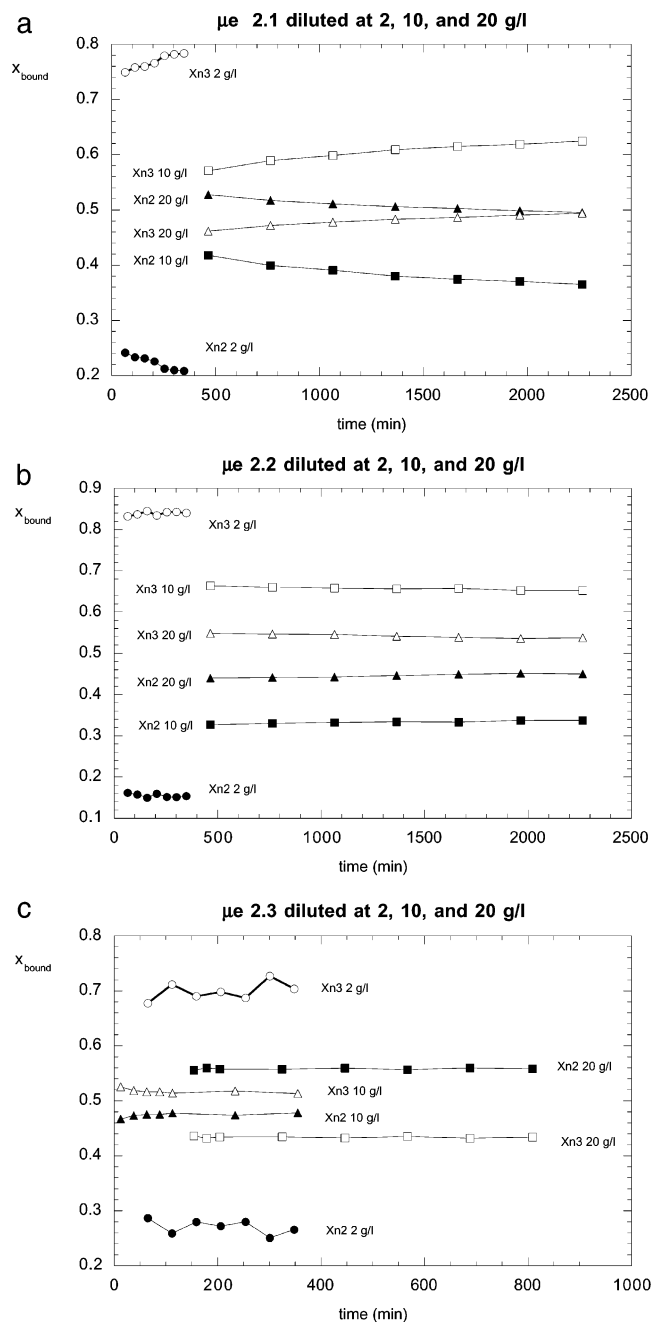 a
µe 2.1 diluted at 2, 10, and 20 g/l
0.8
x bound
Xn3 2 g/l
0.7
0.6
Xn3 10 g/l
Xn2 20 g/l
0.5
Xn3 20 g/l
Xn2 10 g/l
0.4
0.3
Xn2 2 g/l
0.2
0 500 1000 1500 2000 2500
time (min)
b
µe 2.2 diluted at 2, 10, and 20 g/l
0.9
x bound
Xn3 2 g/l
0.8
0.7
Xn3 10 g/l
0.6
Xn3 20 g/l
0.5
Xn2 20 g/l
0.4
Xn2 10 g/l
0.3
0.2
Xn2 2 g/l
0.1
0 500 1000 1500 2000 2500
time (min)
c
µe 2.3 diluted at 2, 10, and 20 g/l
0.8
x bound
Xn3 2 g/l
0.7
0.6
Xn2 20 g/l
Xn3 10 g/l
0.5
Xn2 10 g/l
Xn3 20 g/l
0.4
0.3
Xn2 2 g/l
0.2
0 200 400 600 800 1000
time (min)